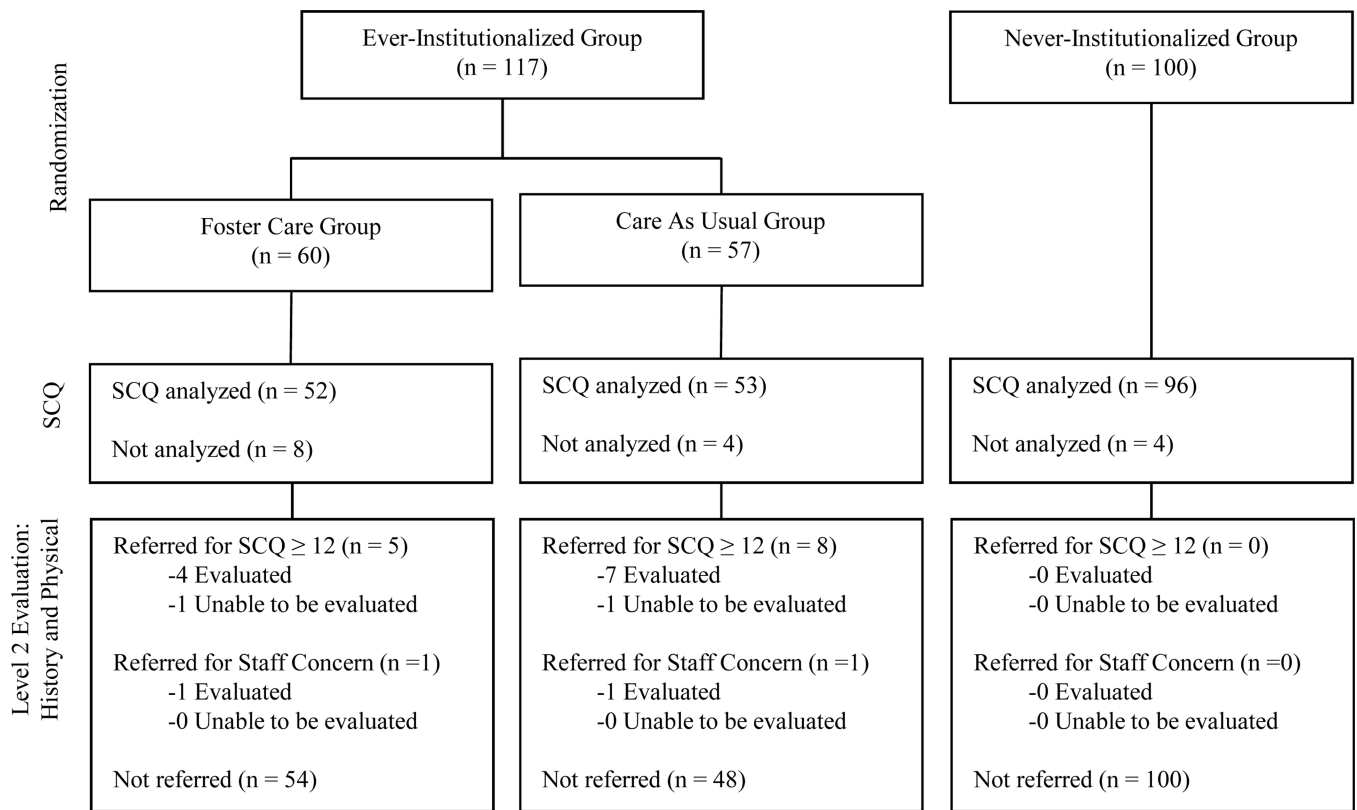 Randomization
Ever-Institutionalized Group
(n = 117)
Never-Institutionalized Group
(n = 100)
Foster Care Group
(n = 60)
Care As Usual Group
(n = 57)
SCQ
SCQ analyzed (n = 52)
Not analyzed (n = 8)
SCQ analyzed (n = 53)
Not analyzed (n = 4)
SCQ analyzed (n = 96)
Not analyzed (n = 4)
Level 2 Evaluation:
History and Physical
Referred for SCQ ≥ 12 (n = 5)
-4 Evaluated
-1 Unable to be evaluated
Referred for Staff Concern (n =1)
-1 Evaluated
-0 Unable to be evaluated
Not referred (n = 54)
Referred for SCQ ≥ 12 (n = 8)
-7 Evaluated
-1 Unable to be evaluated
Referred for Staff Concern (n =1)
-1 Evaluated
-0 Unable to be evaluated
Not referred (n = 48)
Referred for SCQ ≥ 12 (n = 0)
-0 Evaluated
-0 Unable to be evaluated
Referred for Staff Concern (n =0)
-0 Evaluated
-0 Unable to be evaluated
Not referred (n = 100)